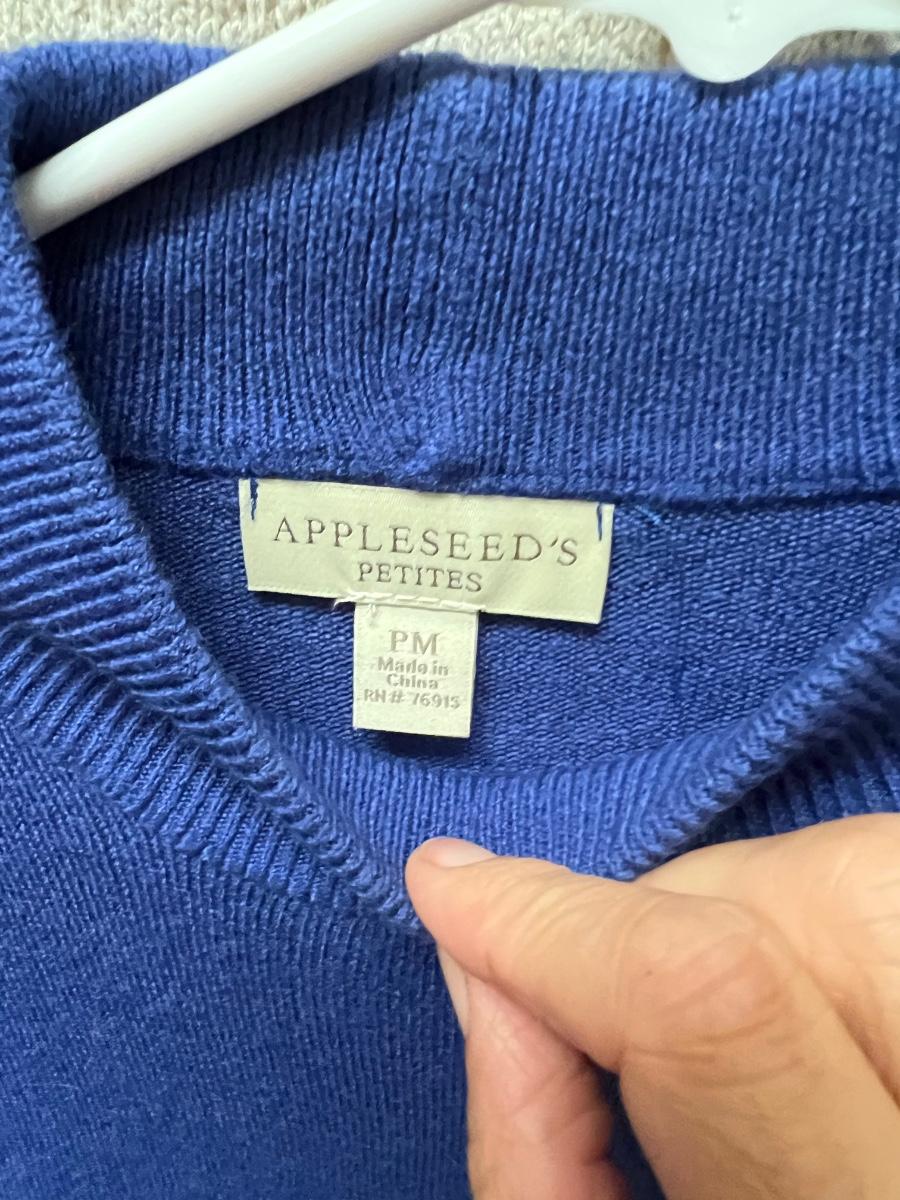 APPLESEED'S
PETITES
PM
Made in
China
RN# 76915